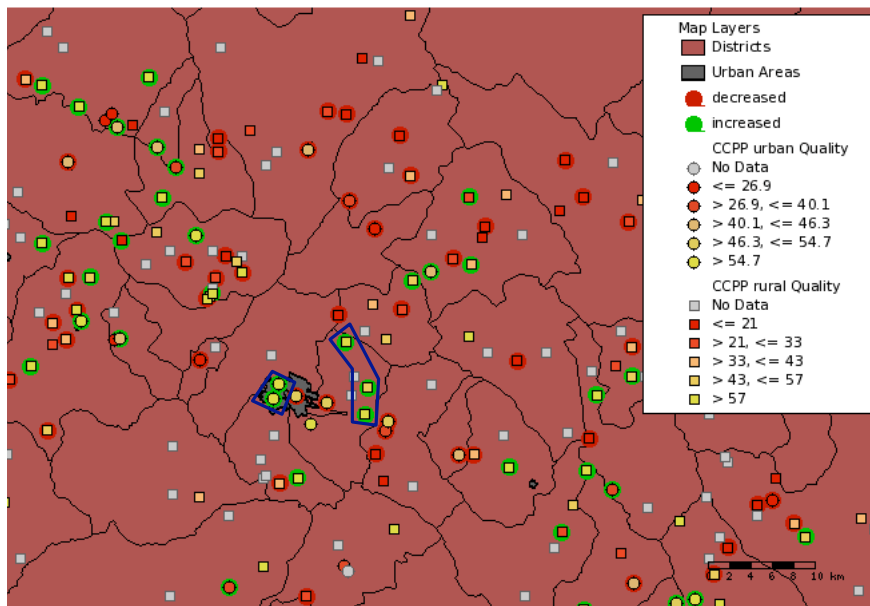 Map Layers
Districts
Urban Areas
decreased
increased
CCPP urban Quality
No Data
<= 26.9
> 26.9, <= 40.1
> 40.1, <= 46.3
> 46.3, <= 54.7
> 54.7
CCPP rural Quality
No Data
<= 21
> 21, <= 33
> 33, <= 43
> 43, <= 57
> 57
2 4 6 8 10 km